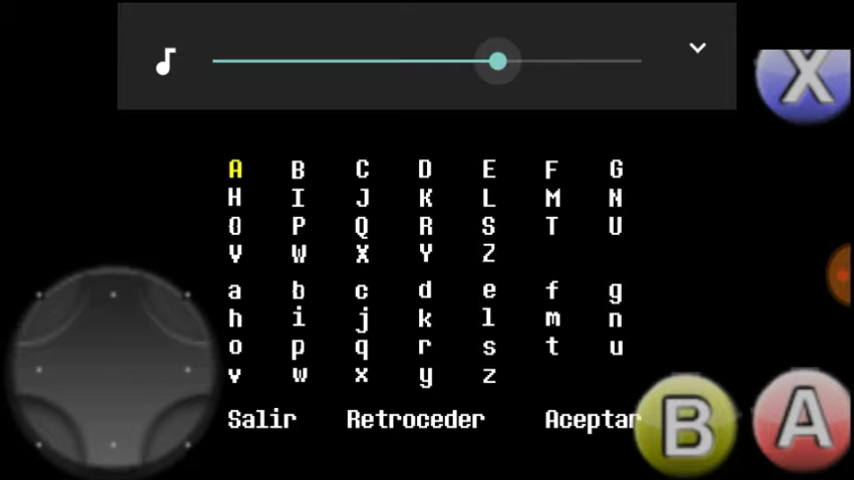 X
A B C D E F G
H I J K L M N
O P Q R S T U
V W X Y Z
a b c d e f g
h i j k l m n
o p q r s t u
v w x y z
Salir Retroceder Aceptar
B A